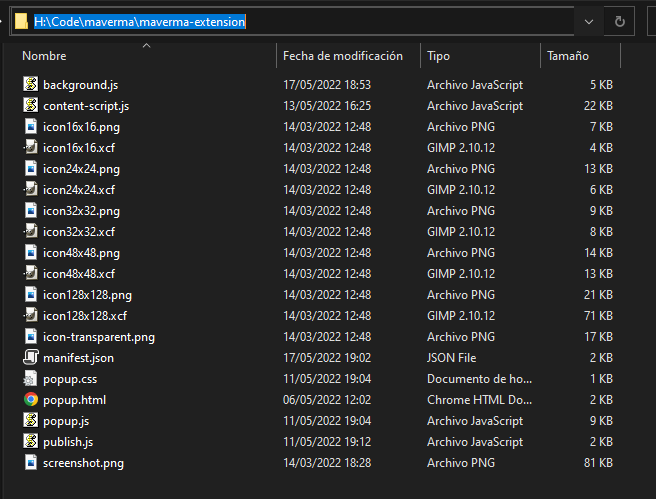 H:\Code\maverma\maverma-extension
Nombre Fecha de modificación Tipo Tamaño
background.js 17/05/2022 18:53 Archivo JavaScript 5 KB
content-script.js 13/05/2022 16:25 Archivo JavaScript 22 KB
icon16x16.png 14/03/2022 12:48 Archivo PNG 7 KB
icon16x16.xcf 14/03/2022 12:48 GIMP 2.10.12 4 KB
icon24x24.png 14/03/2022 12:48 Archivo PNG 13 KB
icon24x24.xcf 14/03/2022 12:48 GIMP 2.10.12 6 KB
icon32x32.png 14/03/2022 12:48 Archivo PNG 9 KB
icon32x32.xcf 14/03/2022 12:48 GIMP 2.10.12 8 KB
icon48x48.png 14/03/2022 12:48 Archivo PNG 14 KB
icon48x48.xcf 14/03/2022 12:48 GIMP 2.10.12 13 KB
icon128x128.png 14/03/2022 12:48 Archivo PNG 21 KB
icon128x128.xcf 14/03/2022 12:48 GIMP 2.10.12 71 KB
icon-transparent.png 14/03/2022 12:48 Archivo PNG 17 KB
manifest.json 17/05/2022 19:02 JSON File 2 KB
popup.css 11/05/2022 19:04 Documento de ho... 1 KB
popup.html 06/05/2022 12:02 Chrome HTML Do... 2 KB
popup.js 11/05/2022 19:04 Archivo JavaScript 9 KB
publish.js 11/05/2022 19:12 Archivo JavaScript 2 KB
screenshot.png 14/03/2022 18:28 Archivo PNG 81 KB